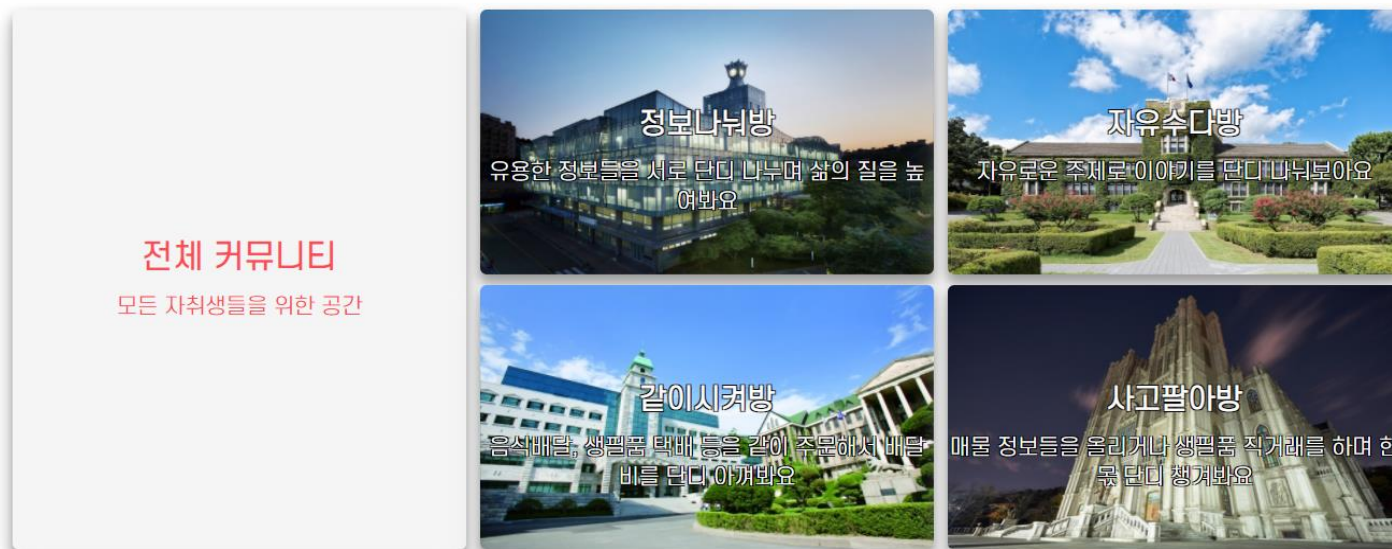 전체 커뮤니티
모든 자취생들을 위한 공간
정보나눠방
유용한 정보들을 서로 단디 나누며 삶의 질을 높
여봐요
자유수다방
자유로운 주제로 이야기를 단디 나눠보아요
같이시켜방
음식배달, 생필품 택배 등을 같이 주문해서 배달
비를 단디 아껴봐요
사고팔아방
매물 정보들을 올리거나 생필품 직거래를 하며 한
몫 단디 챙겨봐요